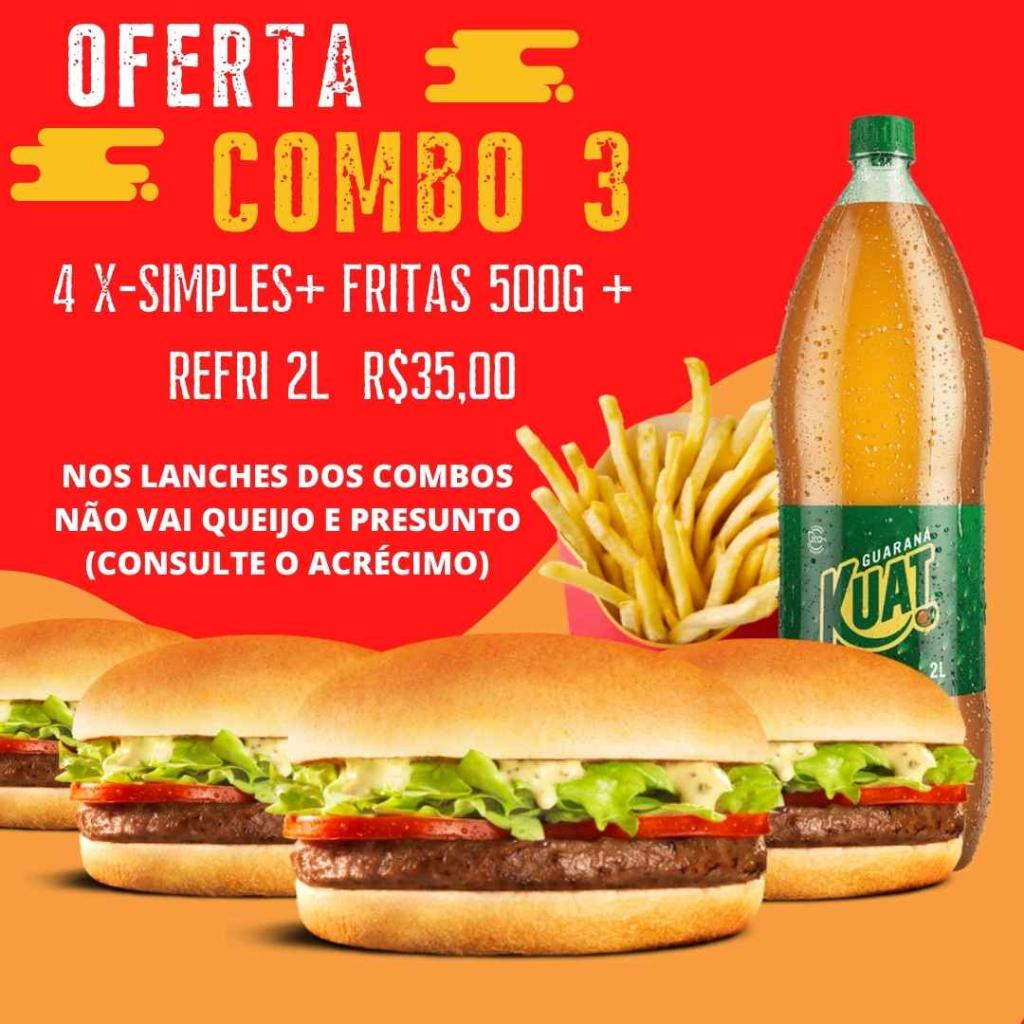 OFERTA
COMBO 3
4 X-SIMPLES+ FRITAS 500G +
REFRI 2L R$35,00
NOS LANCHES DOS COMBOS
NÃO VAI QUEIJO E PRESUNTO
(CONSULTE O ACRÉCIMO)
GUARANÁ
KUAT
2L